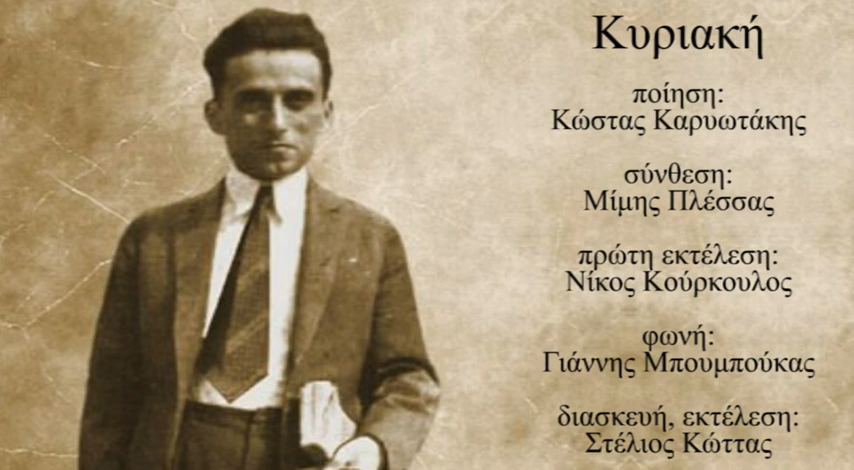 Κυριακή
ποίηση:
Κώστας Καρυωτάκης
σύνθεση:
Μίμης Πλέσσας
πρώτη εκτέλεση:
Νίκος Κούρκουλος
φωνή:
Γιάννης Μπουμπούκας
διασκευή, εκτέλεση:
Στέλιος Κώττας